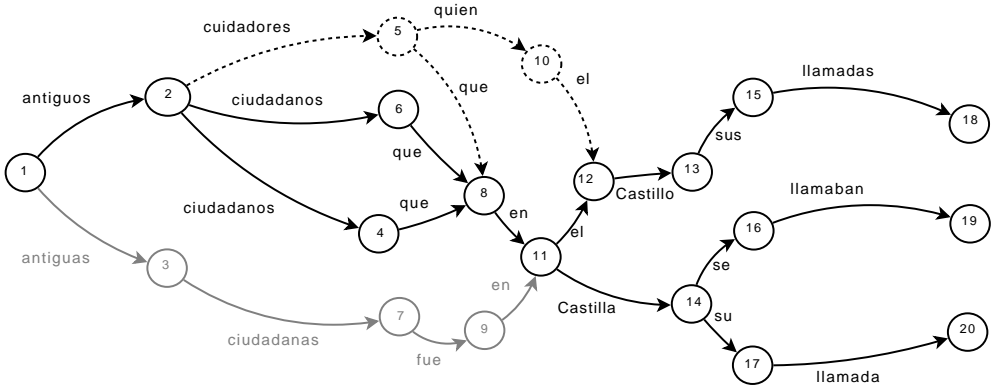 quien
cuidadores
5
10
que
el
llamadas
15
antiguos
2
ciudadanos
6
sus
18
que
1
12
13
Castillo
8
llamaban
ciudadanos
que
en
el
16
19
4
11
antiguas
3
se
en
Castilla
14
su
7
9
20
ciudadanas
fue
17
llamada